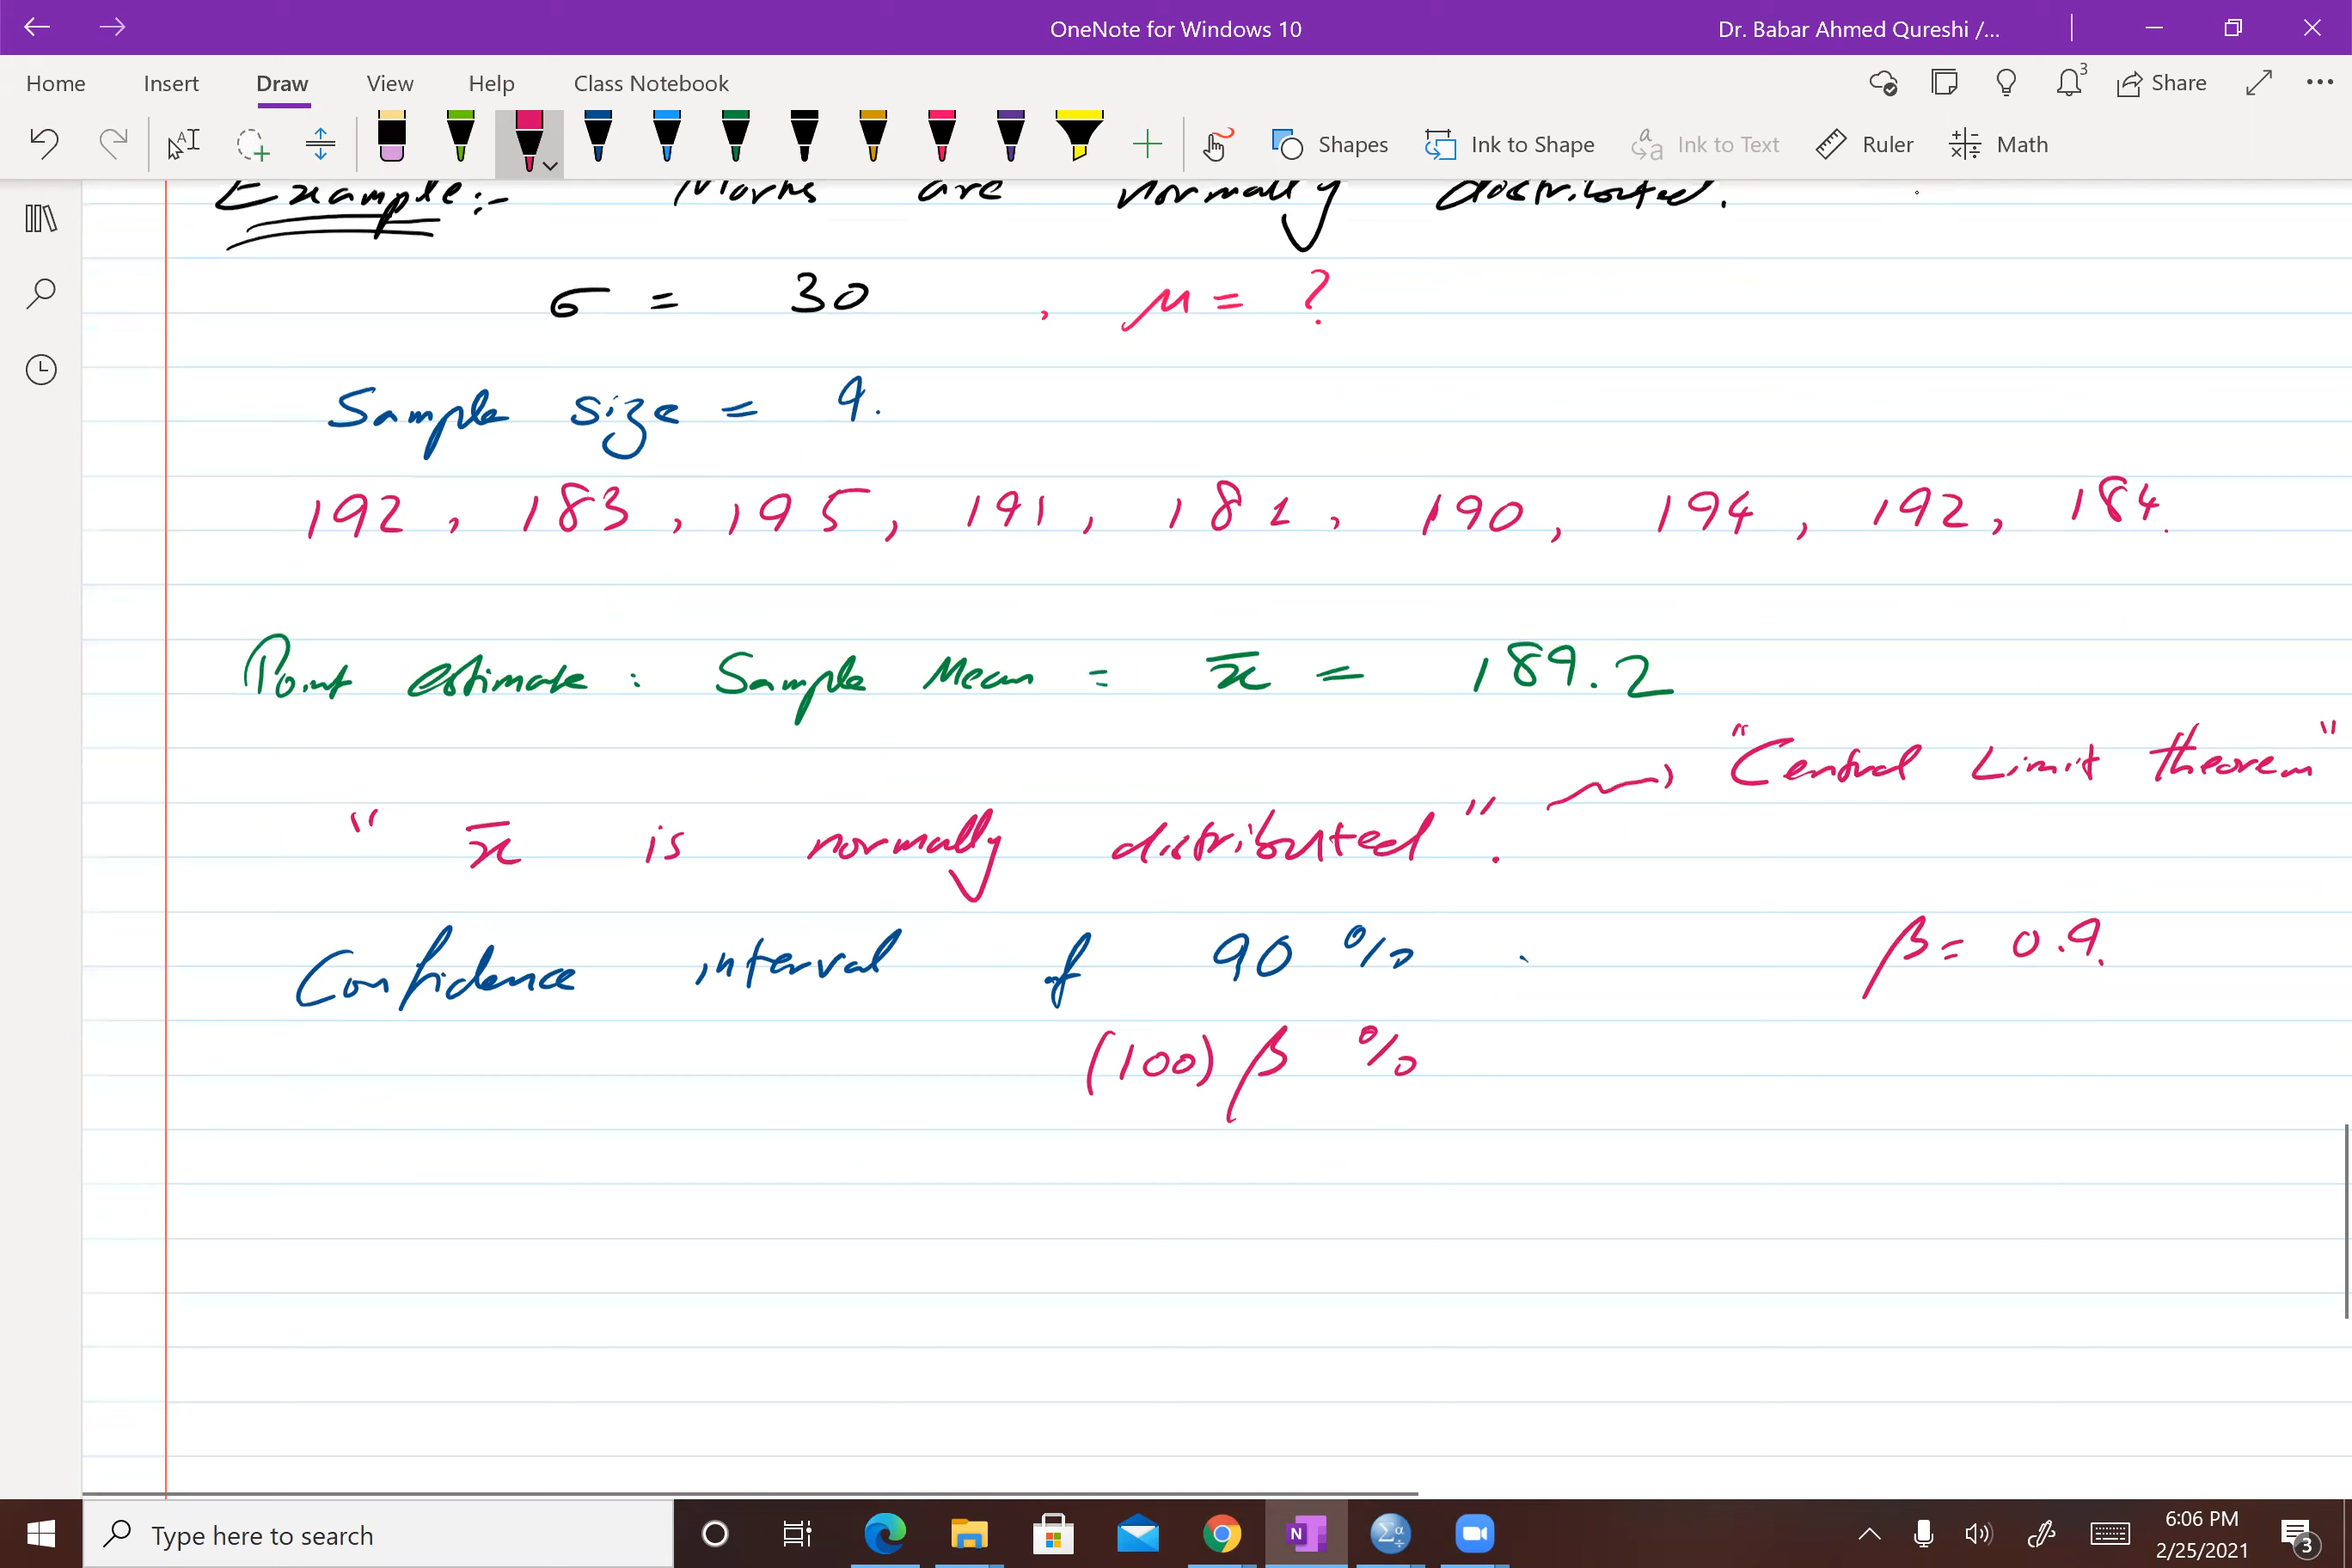 OneNote for Windows 10
Dr. Babar Ahmed Qureshi /...
Home Insert Draw View Help Class Notebook
3
Share
Shapes Ink to Shape Ink to Text Ruler Math
Example:- Marks are normally distributed.
σ = 30 , μ = ?
Sample size = 9.
192 , 183 , 195 , 191 , 181 , 190 , 194 , 192 , 184.
Point estimate : Sample Mean = x̄ = 189.2
"Central Limit theorem"
" x̄ is normally distributed".
Confidence interval of 90 %
β = 0.9.
(100) β %
Type here to search
6:06 PM
2/25/2021
3